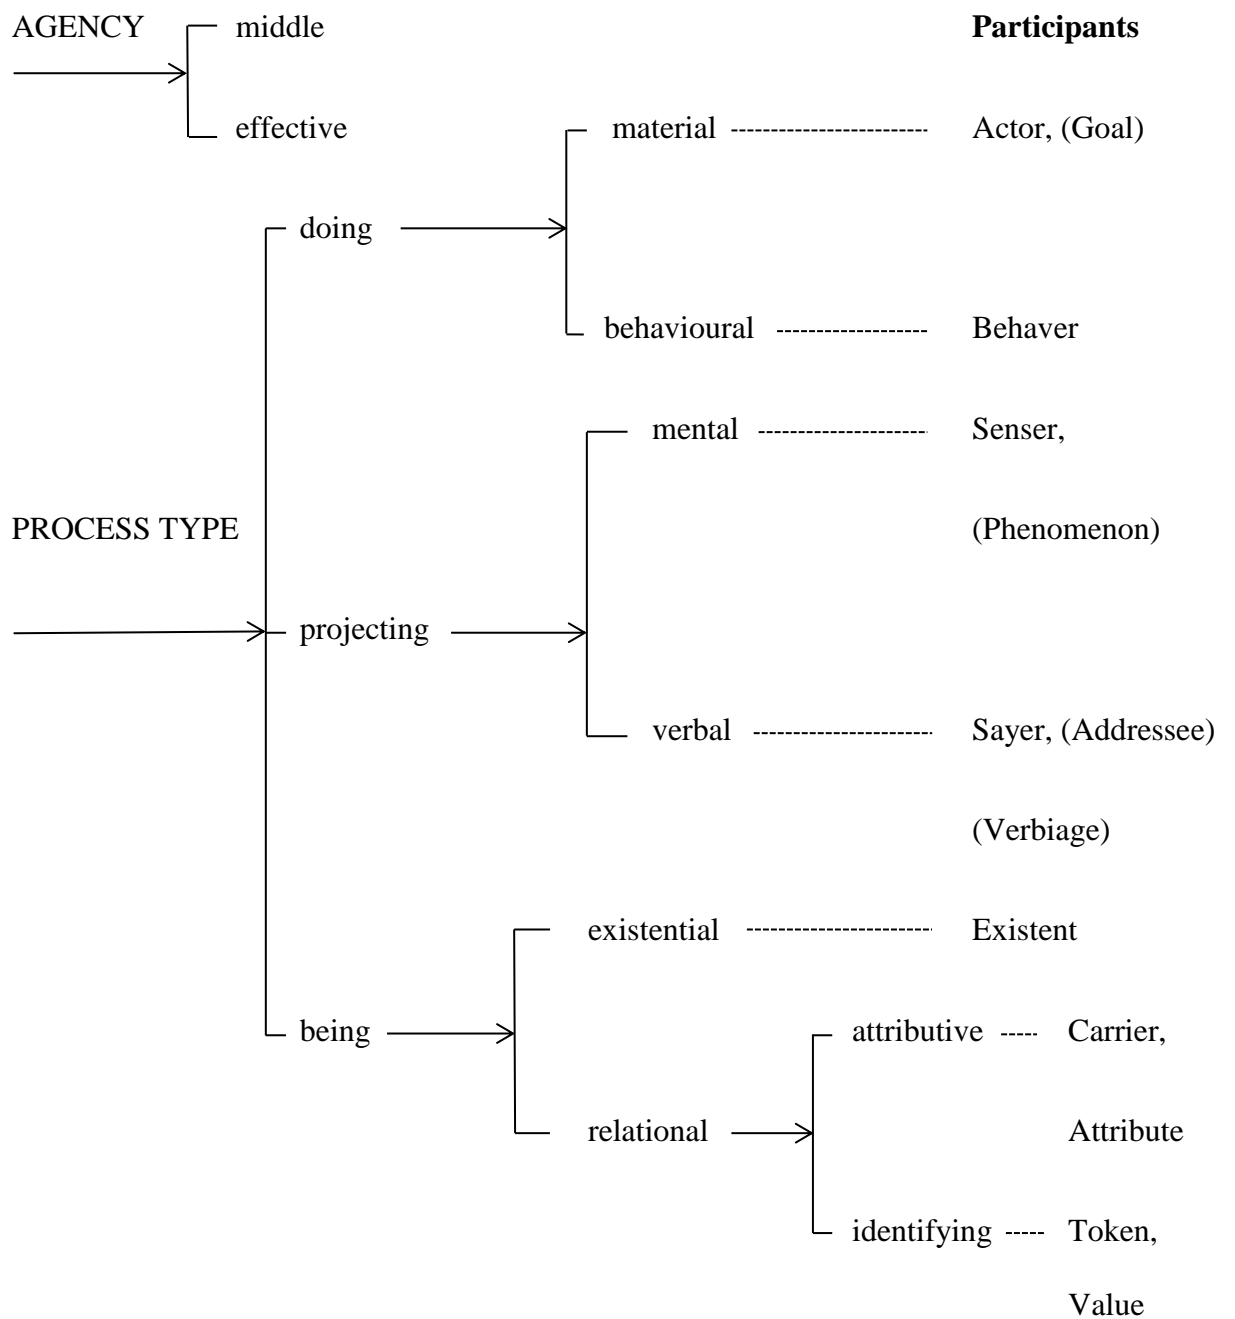 AGENCY middle Participants
effective material Actor, (Goal)
doing
behavioural Behaver
mental Senser,
PROCESS TYPE (Phenomenon)
projecting
verbal Sayer, (Addressee)
(Verbiage)
existential Existent
being attributive Carrier,
relational Attribute
identifying Token,
Value